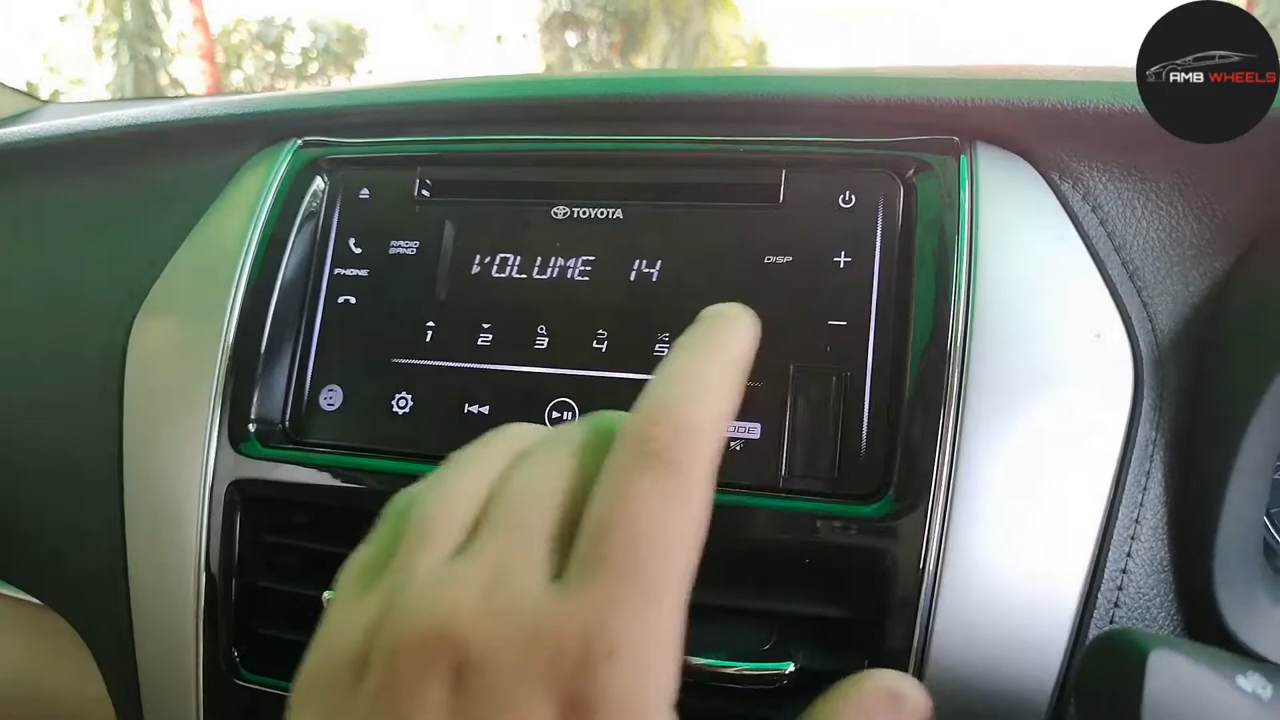 AMB WHEELS
TOYOTA
RADIO
BAND
PHONE
VOLUME 14
DISP
1 2 3 4 5